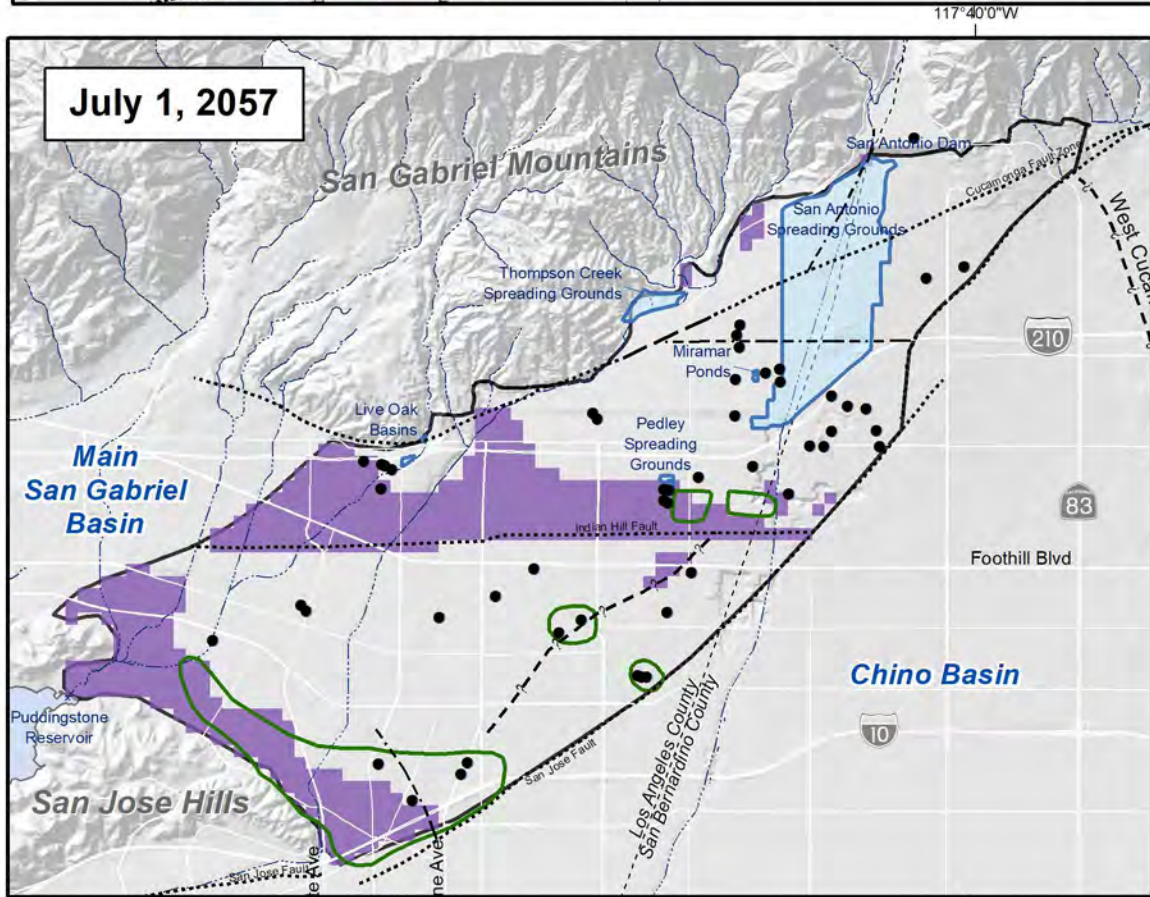 117°40'0"W
July 1, 2057
San Gabriel Mountains
San Antonio Dam
Cucamonga Fault Zone
San Antonio
Spreading Grounds
West Cucam
Thompson Creek
Spreading Grounds
210
Miramar
Ponds
Live Oak
Basins
Pedley
Spreading
Grounds
Main
San Gabriel
Basin
83
Indian Hill Fault
Foothill Blvd
?
?
?
?
Chino Basin
Puddingstone
Reservoir
10
Los Angeles County
San Bernardino County
San Jose Fault
San Jose Hills
San Jose Fault
te Ave
ne Ave